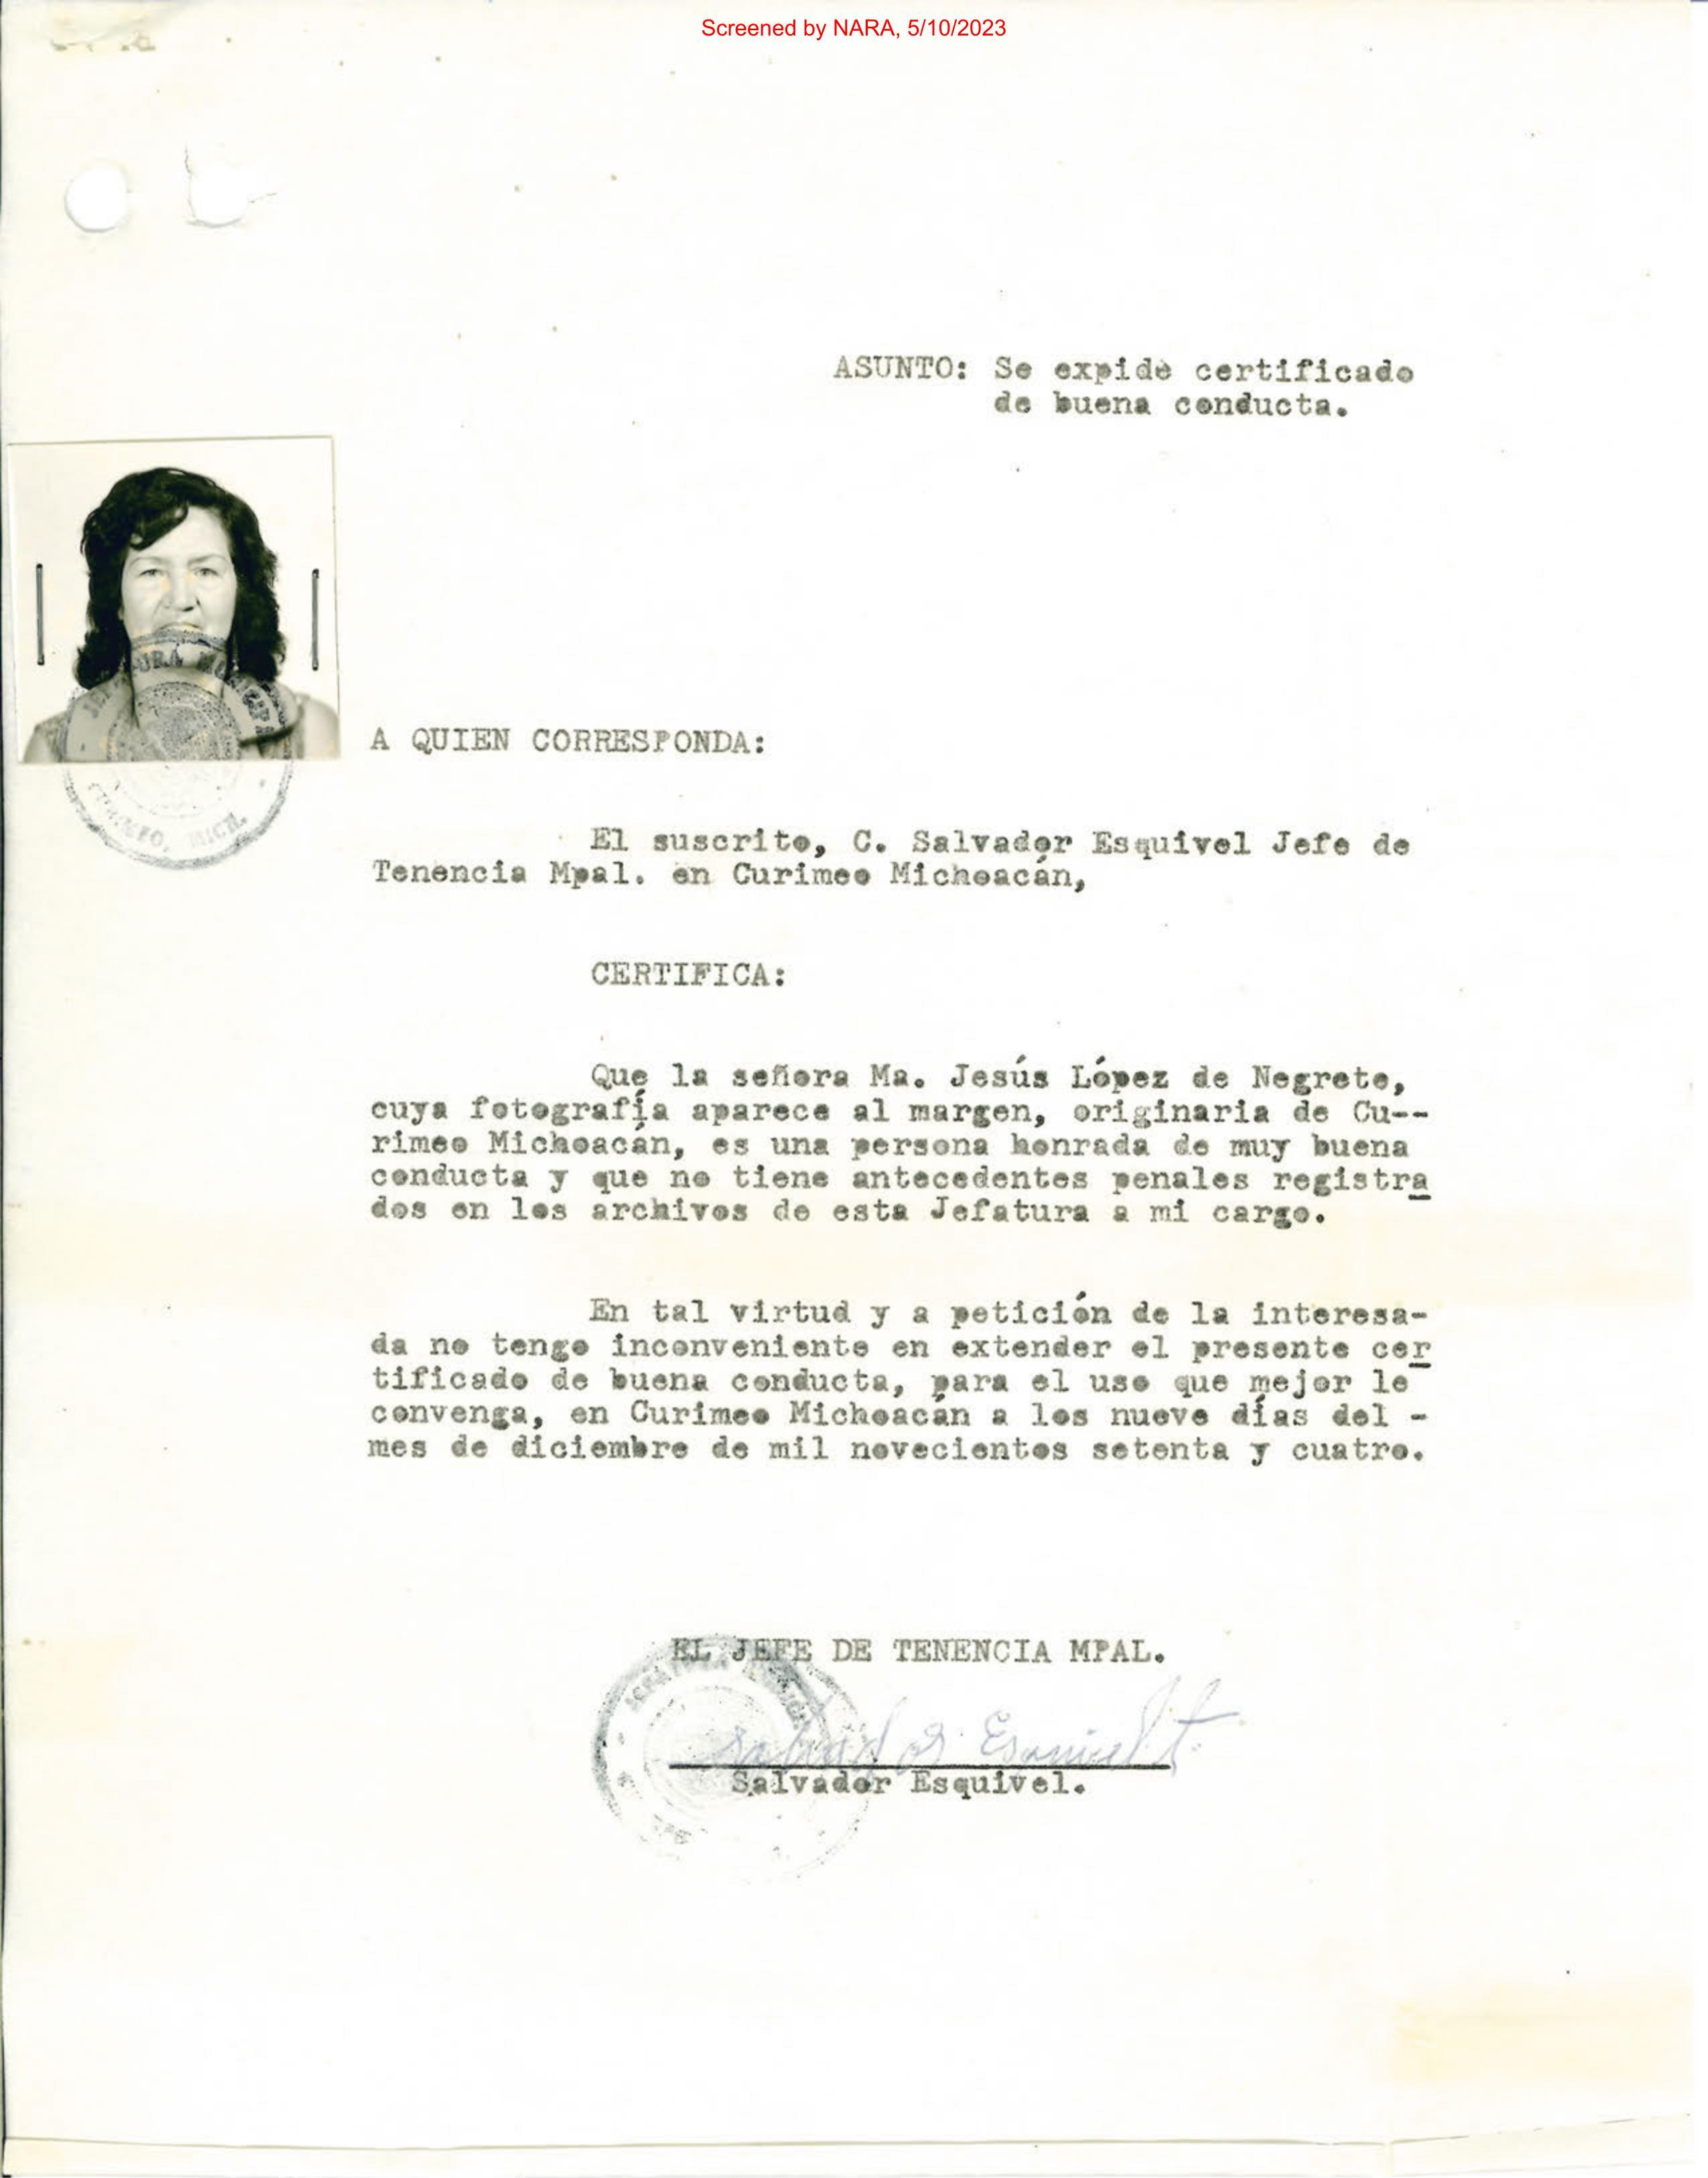 Screened by NARA, 5/10/2023
ASUNTO: Se expide certificado
de buena conducta.
A QUIEN CORRESPONDA:
El suscrito, C. Salvador Esquivel Jefe de
Tenencia Mpal. en Curimeo Michoacán,
CERTIFICA:
Que la señora Ma. Jesús López de Negrete,
cuya fotografía aparece al margen, originaria de Cu--
rimeo Michoacán, es una persona honrada de muy buena
conducta y que no tiene antecedentes penales registra
dos en los archivos de esta Jefatura a mi cargo.
En tal virtud y a petición de la interesa-
da no tengo inconveniente en extender el presente cer
tificado de buena conducta, para el uso que mejor le
convenga, en Curimeo Michoacán a los nueve días del -
mes de diciembre de mil novecientos setenta y cuatro.
EL JEFE DE TENENCIA MPAL.
Salvador Esquivel t.
Salvador Esquivel.
MICH.